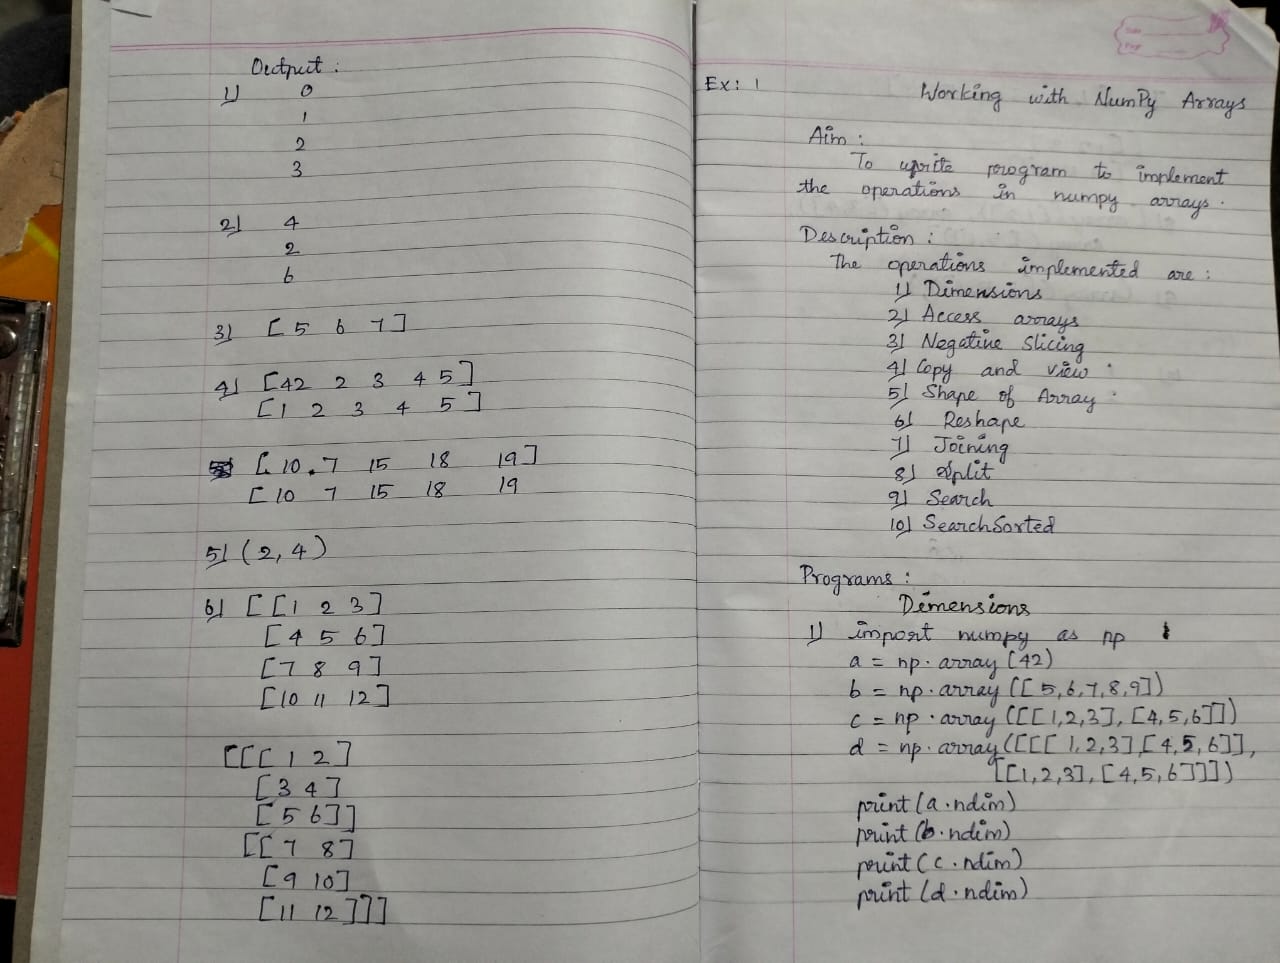 Output :
1) 0
1
2
3
2) 4
2
6
3) [ 5 6 7 ]
4) [42 2 3 4 5]
[1 2 3 4 5]
[ 10 . 7 15 18 19]
[ 10 7 15 18 19
5) (2, 4)
6) [ [1 2 3]
[4 5 6]
[7 8 9]
[10 11 12]
[[[ 1 2]
[3 4]
[5 6]]
[[7 8]
[9 10]
[11 12]]]
Ex: 1
Working with NumPy Arrays
Aim :
To write program to implement
the operations in numpy arrays.
Description :
The operations implemented are :
1) Dimensions
2) Access arrays
3) Negative slicing
4) Copy and view
5) Shape of Array
6) Reshape
7) Joining
8) Split
9) Search
10) SearchSorted
Programs :
Dimensions
1) import numpy as np
a = np.array (42)
b = np.array ([ 5,6,7,8,9])
c = np.array ([[1,2,3], [4,5,6]])
d = np.array([[[ 1,2,3] [4,5,6]],
[[1,2,3], [4,5,6]]])
print (a.ndim)
print (b.ndim)
print (c.ndim)
print (d.ndim)